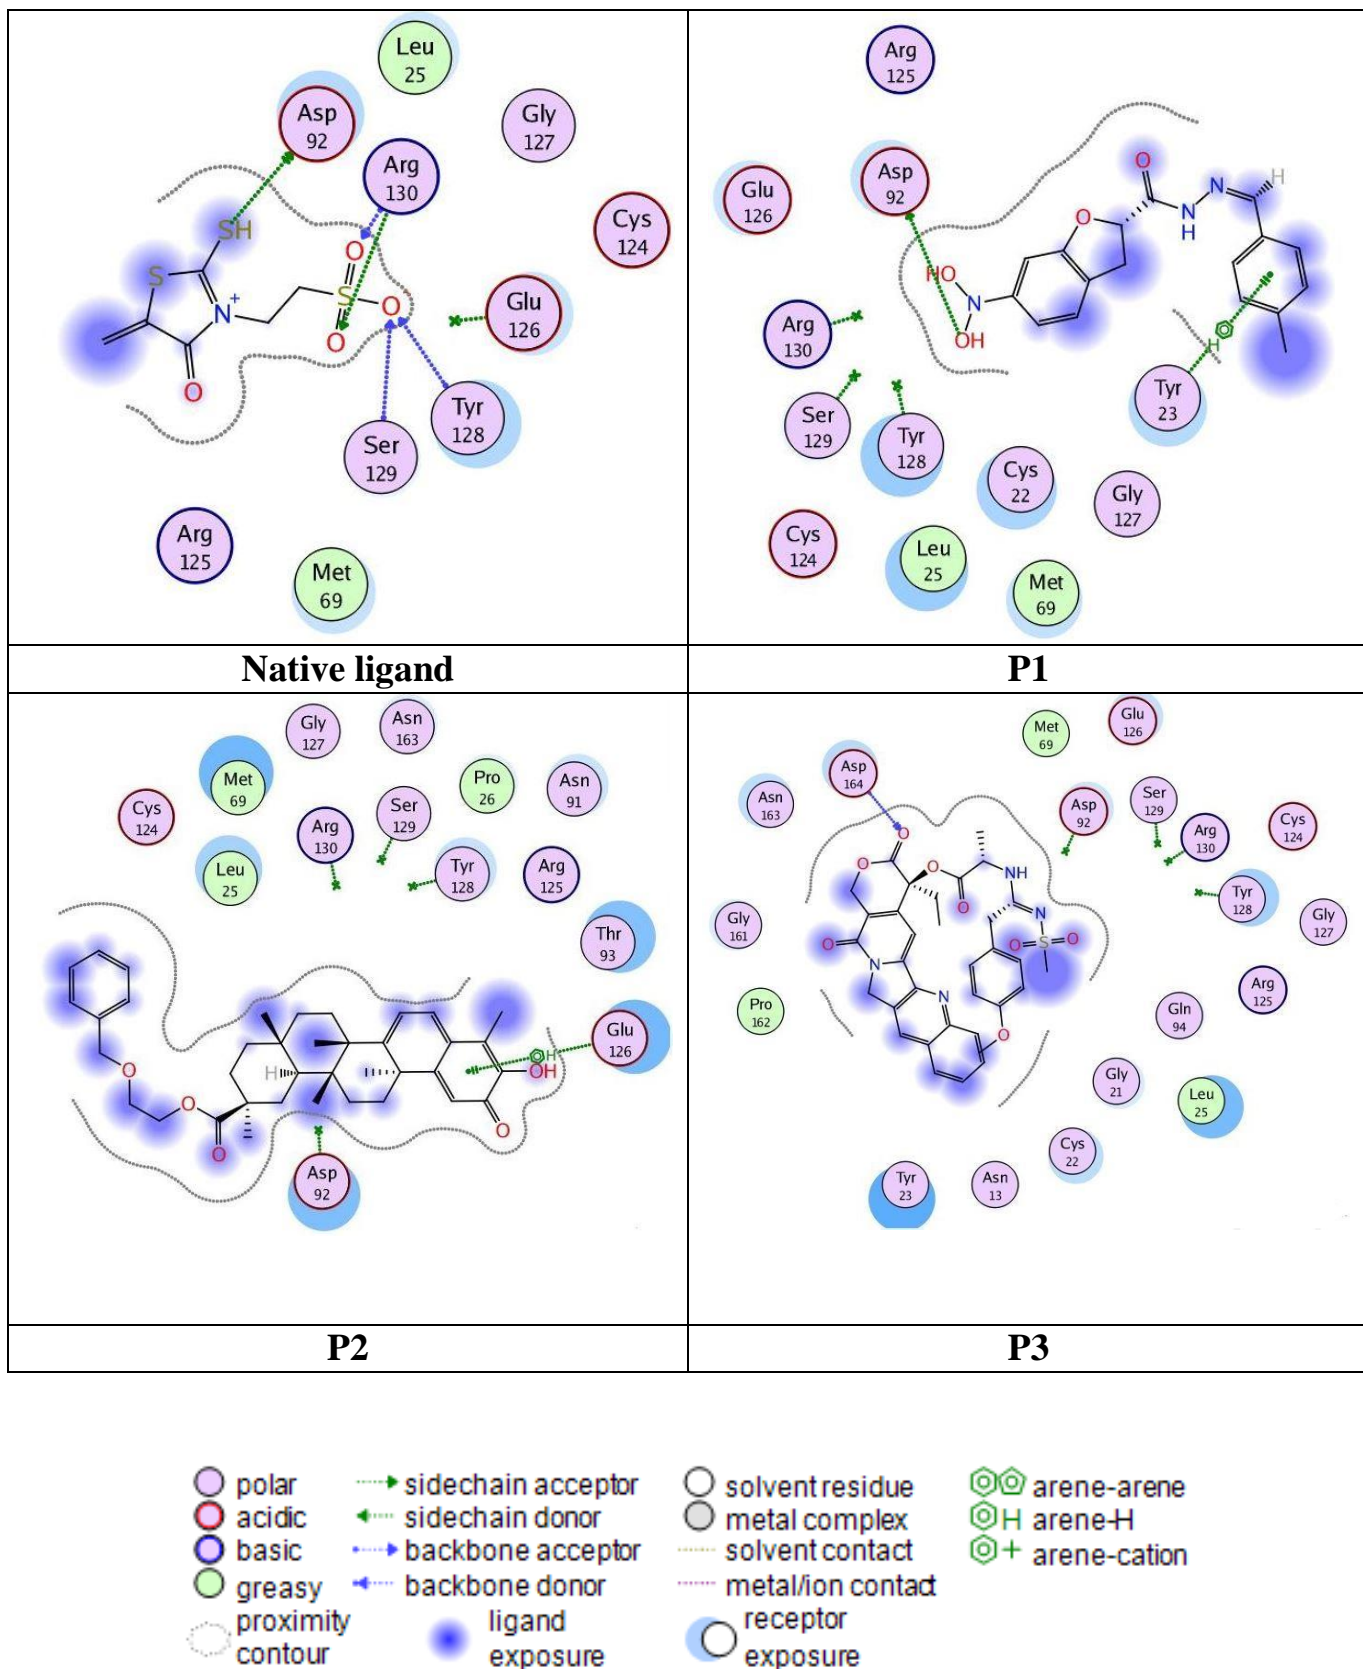 Leu
25
Asp
92
Gly
127
Arg
130
Cys
124
SH
O
S
S
O
N+
S
O
Glu
126
O
O
Tyr
128
Ser
129
Arg
125
Met
69
Native ligand
Arg
125
Asp
92
Glu
126
O
N
H
O
N
H
HO
N
OH
Arg
130
H
Ser
129
Tyr
128
Tyr
23
Cys
22
Gly
127
Cys
124
Leu
25
Met
69
P1
Gly
127
Asn
163
Met
69
Pro
26
Asn
91
Cys
124
Ser
129
Arg
130
Leu
25
Tyr
128
Arg
125
Thr
93
Glu
126
H
H
OH
O
O
O
O
Asp
92
P2
Met
69
Glu
126
Asp
164
Asn
163
Asp
92
Ser
129
Arg
130
Cys
124
O
O
O
O
NH
N
Tyr
128
Gly
127
Gly
161
O
N
O
S
O
Arg
125
Pro
162
N
O
Gln
94
Gly
21
Leu
25
Cys
22
Tyr
23
Asn
13
P3
polar
sidechain acceptor
solvent residue
arene-arene
acidic
sidechain donor
metal complex
H arene-H
basic
backbone acceptor
solvent contact
+ arene-cation
greasy
backbone donor
metal/ion contact
proximity
contour
ligand
exposure
receptor
exposure